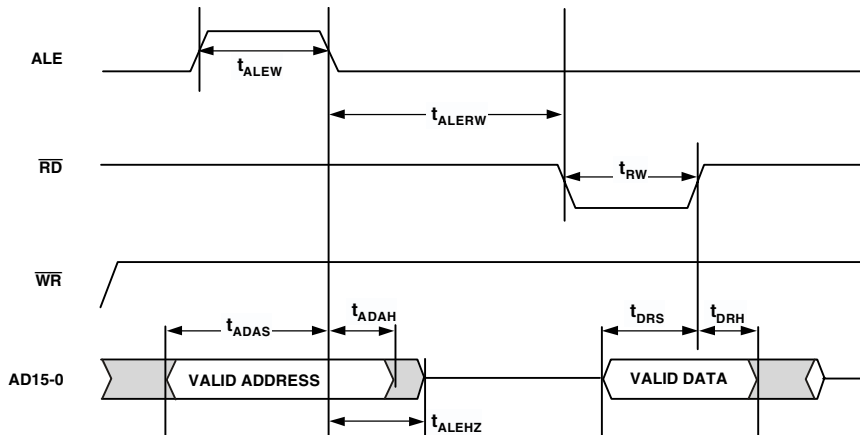 ALE
tALEW
tALERW
RD
tRW
WR
tADAS
tADAH
tDRS
tDRH
AD15-0
VALID ADDRESS
VALID DATA
tALEHZ